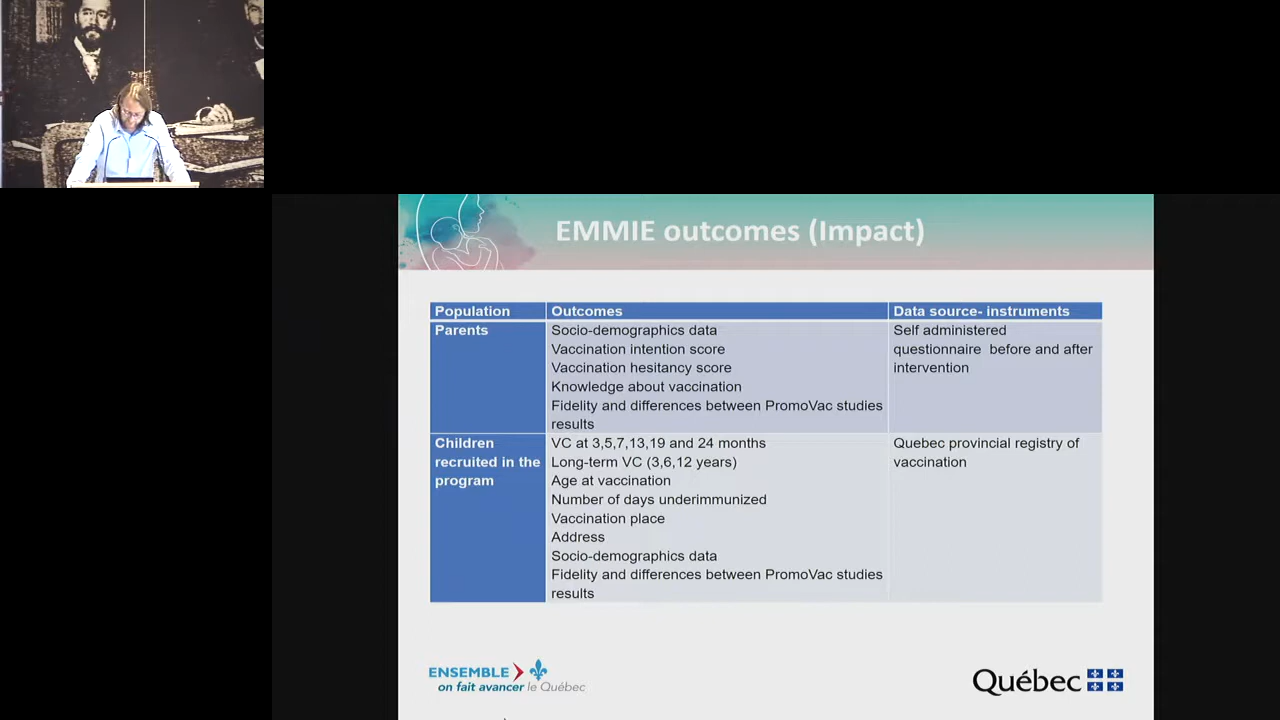 EMMIE outcomes (Impact)
Population
Outcomes
Data source- instruments
Parents
Socio-demographics data
Vaccination intention score
Vaccination hesitancy score
Knowledge about vaccination
Fidelity and differences between PromoVac studies
results
Self administered
questionnaire before and after
intervention
Children
recruited in the
program
VC at 3,5,7,13,19 and 24 months
Long-term VC (3,6,12 years)
Age at vaccination
Number of days underimmunized
Vaccination place
Address
Socio-demographics data
Fidelity and differences between PromoVac studies
results
Quebec provincial registry of
vaccination
ENSEMBLE
on fait avancer le Québec
Québec